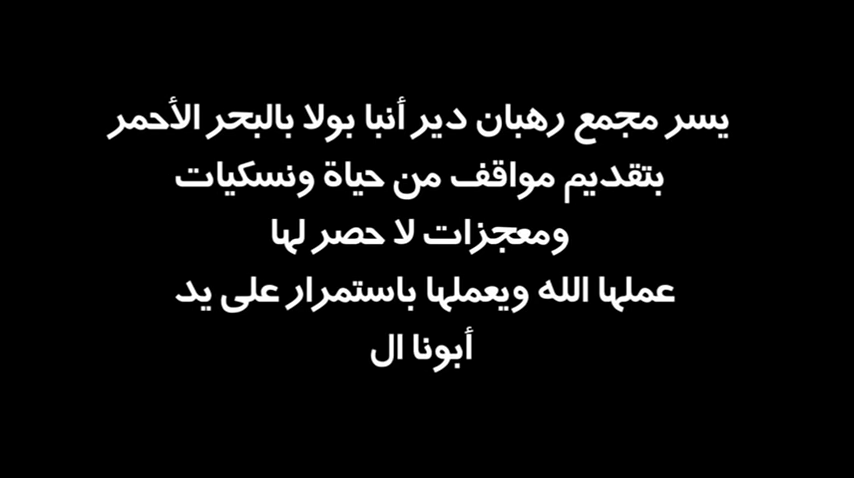 يسر مجمع رهبان دير أنبا بولا بالبحر الأحمر
بتقديم مواقف من حياة ونسكيات
ومعجزات لا حصر لها
عملها الله ويعملها باستمرار على يد
أبونا ال